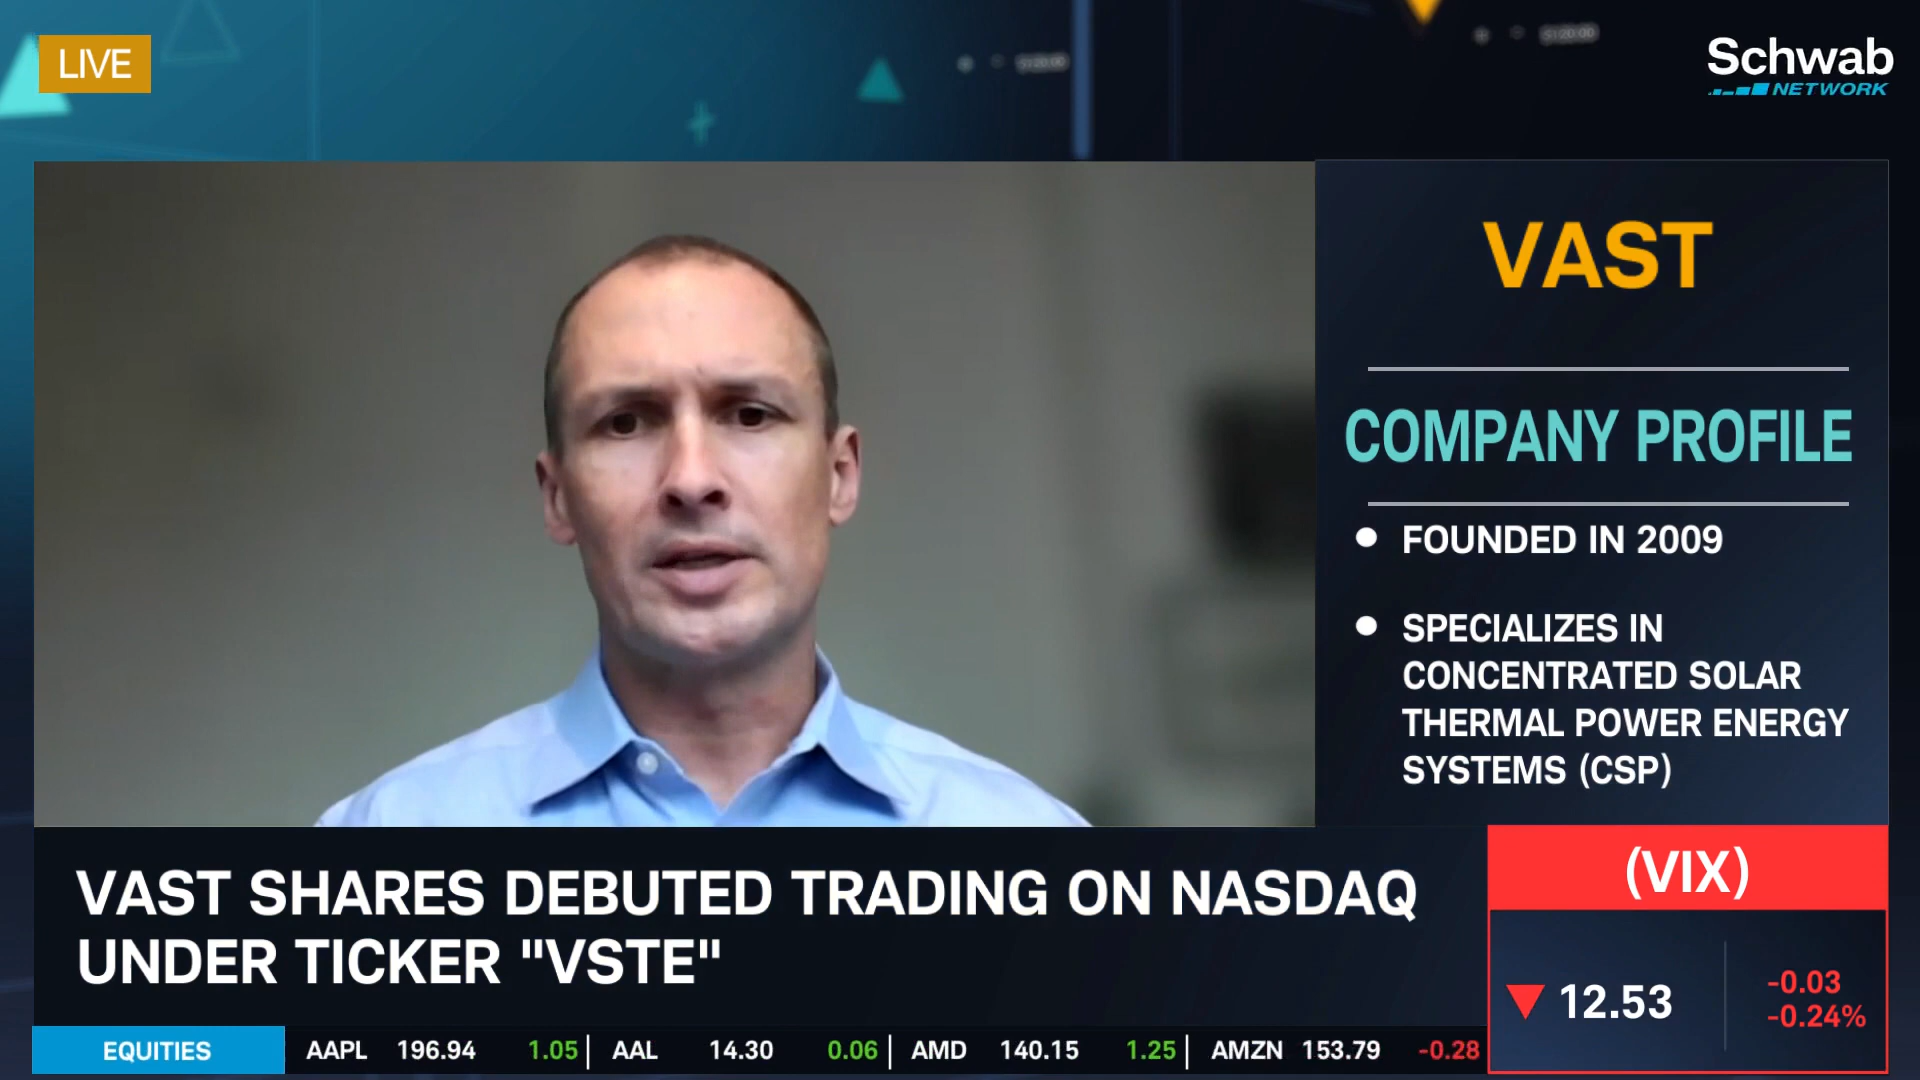 LIVE
Schwab
NETWORK
VAST
COMPANY PROFILE
● FOUNDED IN 2009
● SPECIALIZES IN
CONCENTRATED SOLAR
THERMAL POWER ENERGY
SYSTEMS (CSP)
VAST SHARES DEBUTED TRADING ON NASDAQ
UNDER TICKER "VSTE"
(VIX)
▼ 12.53
-0.03
-0.24%
EQUITIES AAPL 196.94 1.05 | AAL 14.30 0.06 | AMD 140.15 1.25 | AMZN 153.79 -0.28